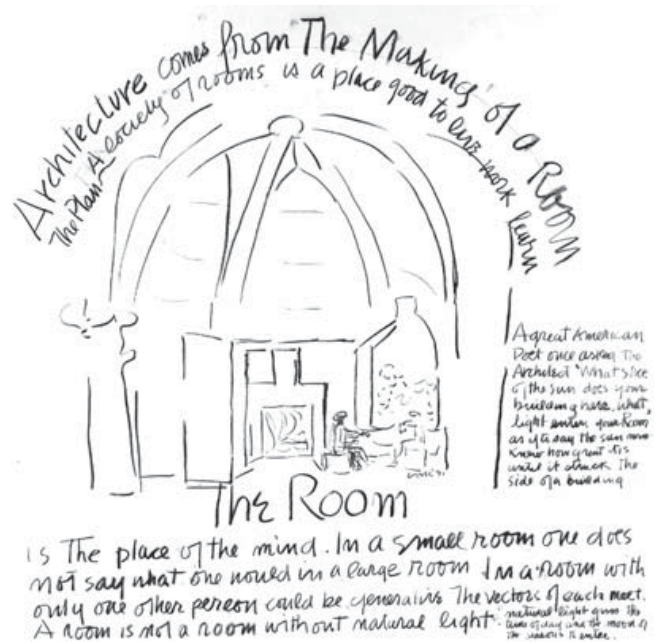 Architecture comes from The Making of a Room
The Plan A society of rooms is a place good to live work learn
A great American
Poet once asked the
Architect 'What slice
of the sun does your
building have, what
light enters your Room
as if to say the sun never
knew how great it is
until it struck the
side of a building
The Room
is The place of the mind. In a small room one does
not say what one would in a large room In a room with
only one other person could be generative The vectors of each meet.
A room is not a room without natural light. natural light gives the
time of day and the mood of
the seasons to enter.